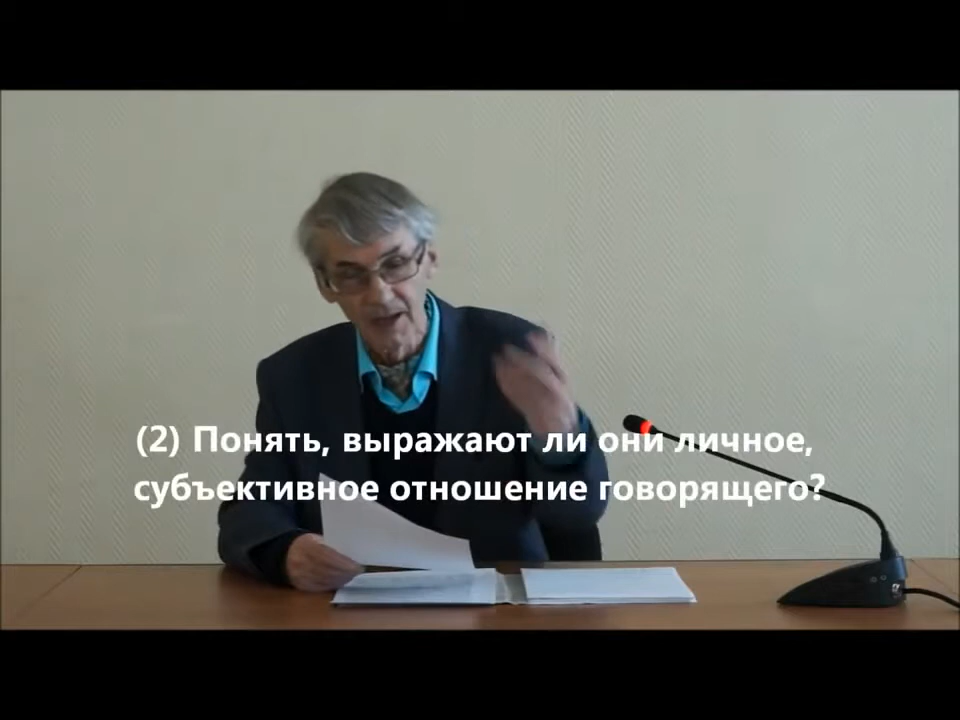 (2) Понять, выражают ли они личное,
субъективное отношение говорящего?